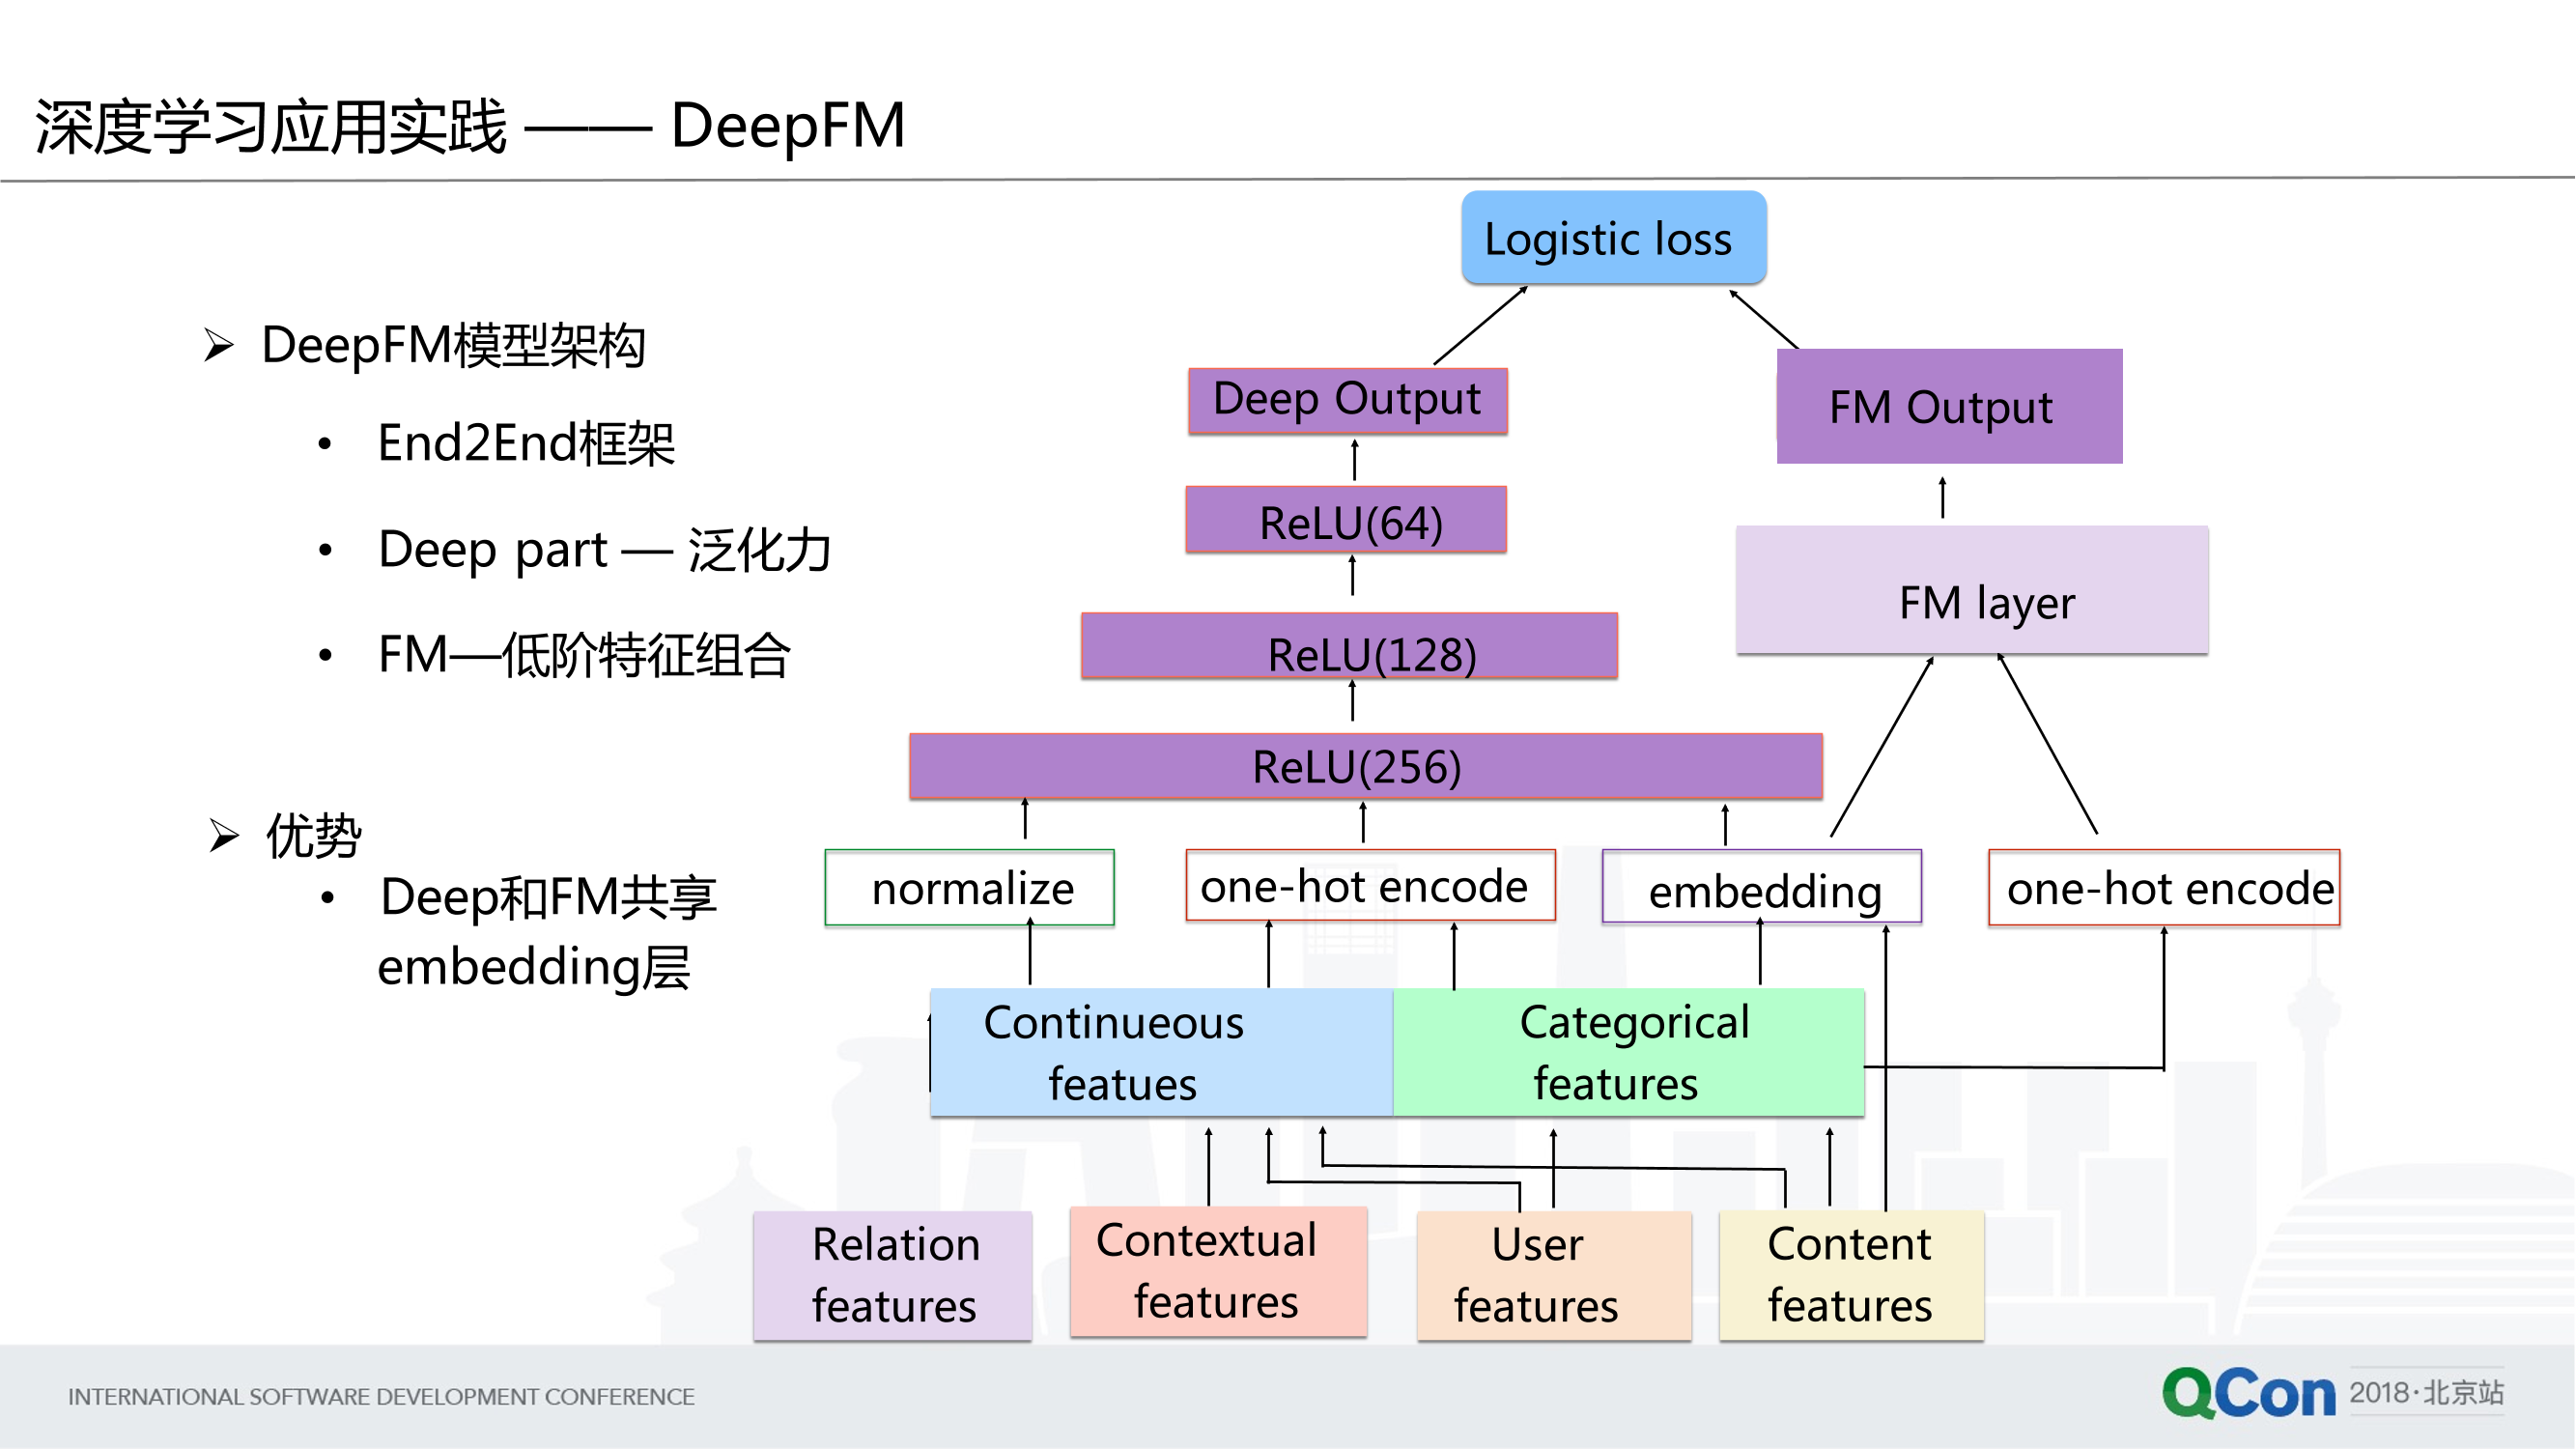 深度学习应用实践 —— DeepFM
DeepFM模型架构
• End2End框架
• Deep part — 泛化力
• FM—低阶特征组合
优势
• Deep和FM共享
embedding层
Logistic loss
Deep Output
FM Output
ReLU(64)
FM layer
ReLU(128)
ReLU(256)
normalize
one-hot encode
embedding
one-hot encode
Continueous
featues
Categorical
features
Relation
features
Contextual
features
User
features
Content
features
INTERNATIONAL SOFTWARE DEVELOPMENT CONFERENCE
QCon 2018·北京站